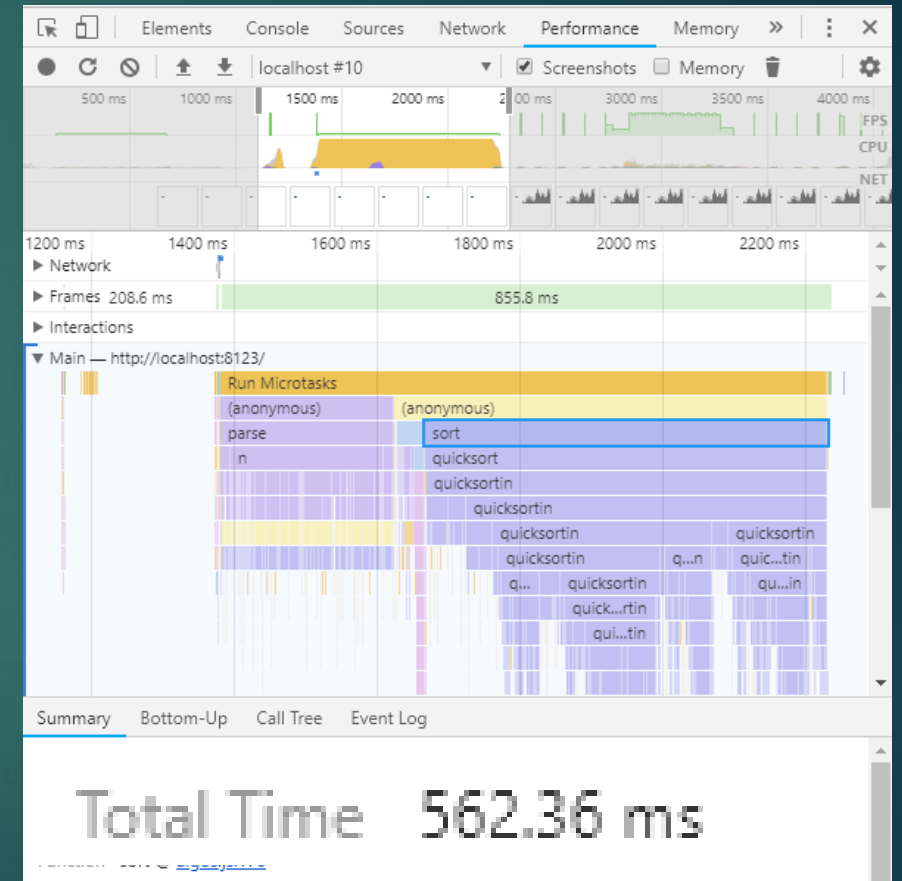 Elements Console Sources Network Performance Memory »
localhost #10 Screenshots Memory
500 ms 1000 ms 1500 ms 2000 ms 3000 ms 3500 ms 4000 ms
FPS
CPU
NET
1200 ms 1400 ms 1600 ms 1800 ms 2000 ms 2200 ms
Network
Frames 208.6 ms 855.8 ms
Interactions
Main — http://localhost:8123/
Run Microtasks
(anonymous) (anonymous)
parse sort
n quicksort
quicksortin
quicksortin
quicksortin quicksortin
quicksortin q...n quic...tin
q... quicksortin qu...in
quick...rtin
qui...tin
Summary Bottom-Up Call Tree Event Log
Total Time 562.36 ms